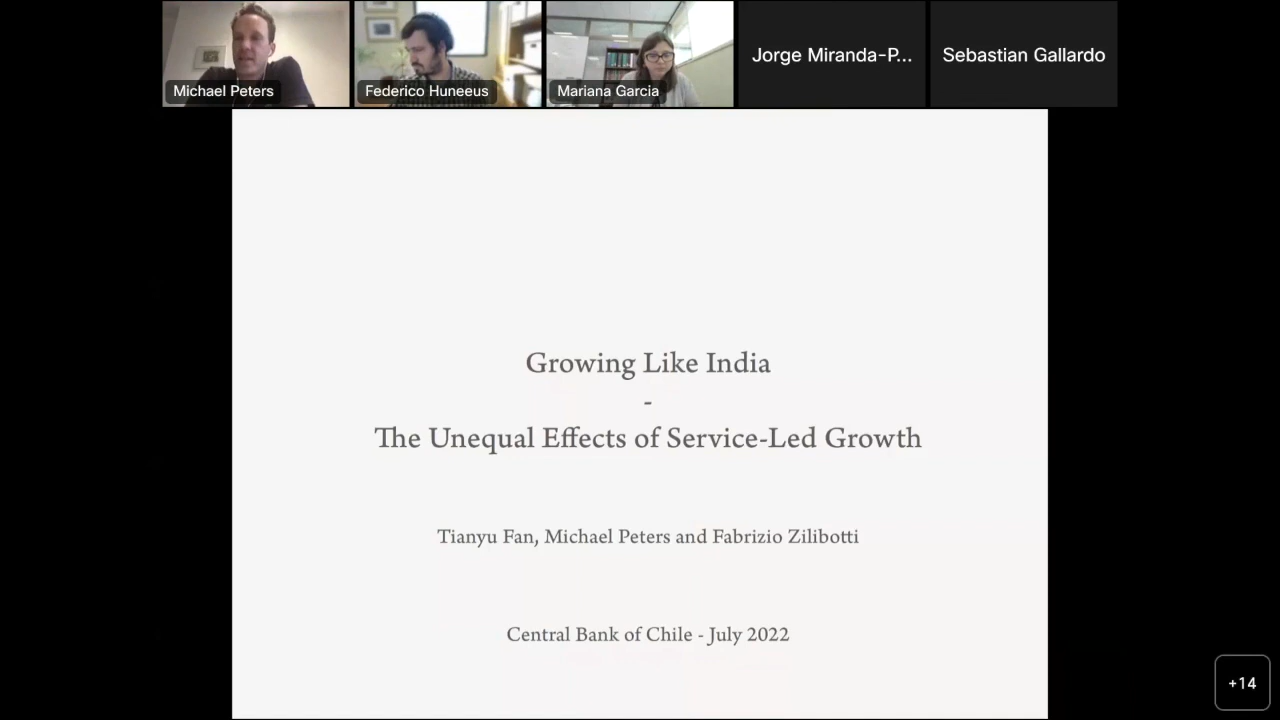 Michael Peters
Federico Huneeus
Mariana Garcia
Jorge Miranda-P...
Sebastian Gallardo
Growing Like India
-
The Unequal Effects of Service-Led Growth
Tianyu Fan, Michael Peters and Fabrizio Zilibotti
Central Bank of Chile - July 2022
+14